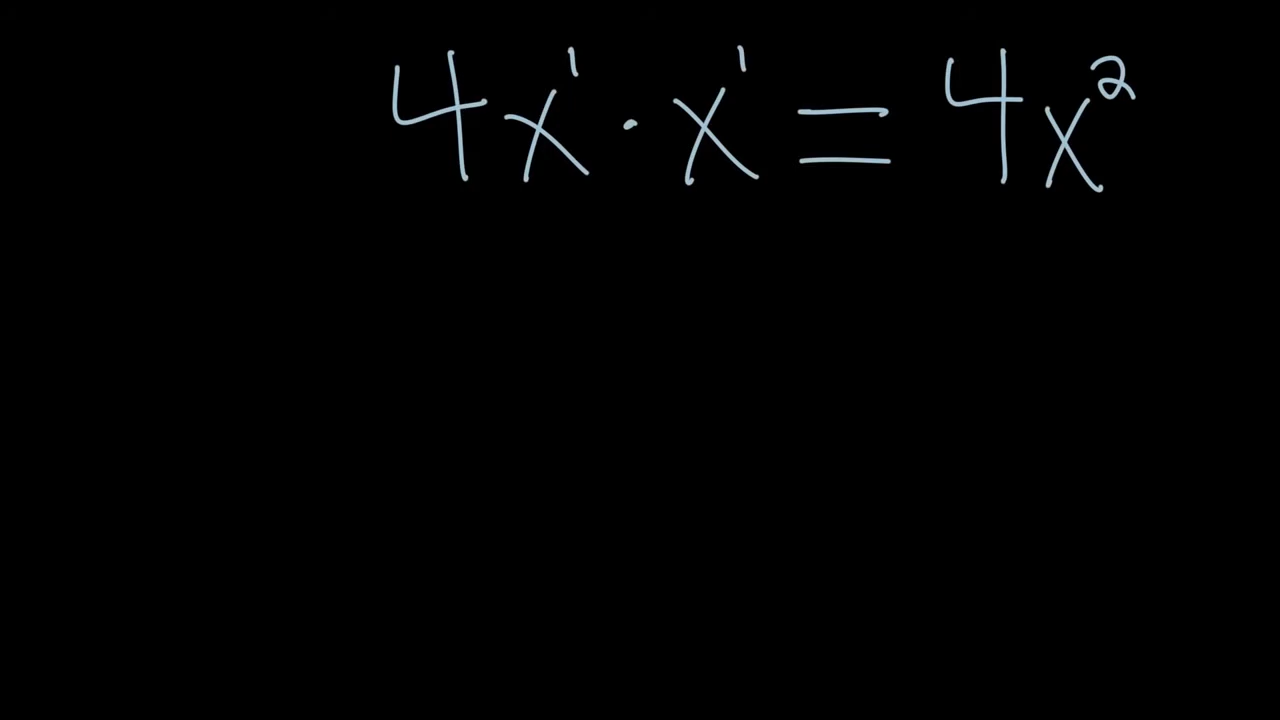 4x¹ · x¹ = 4x²